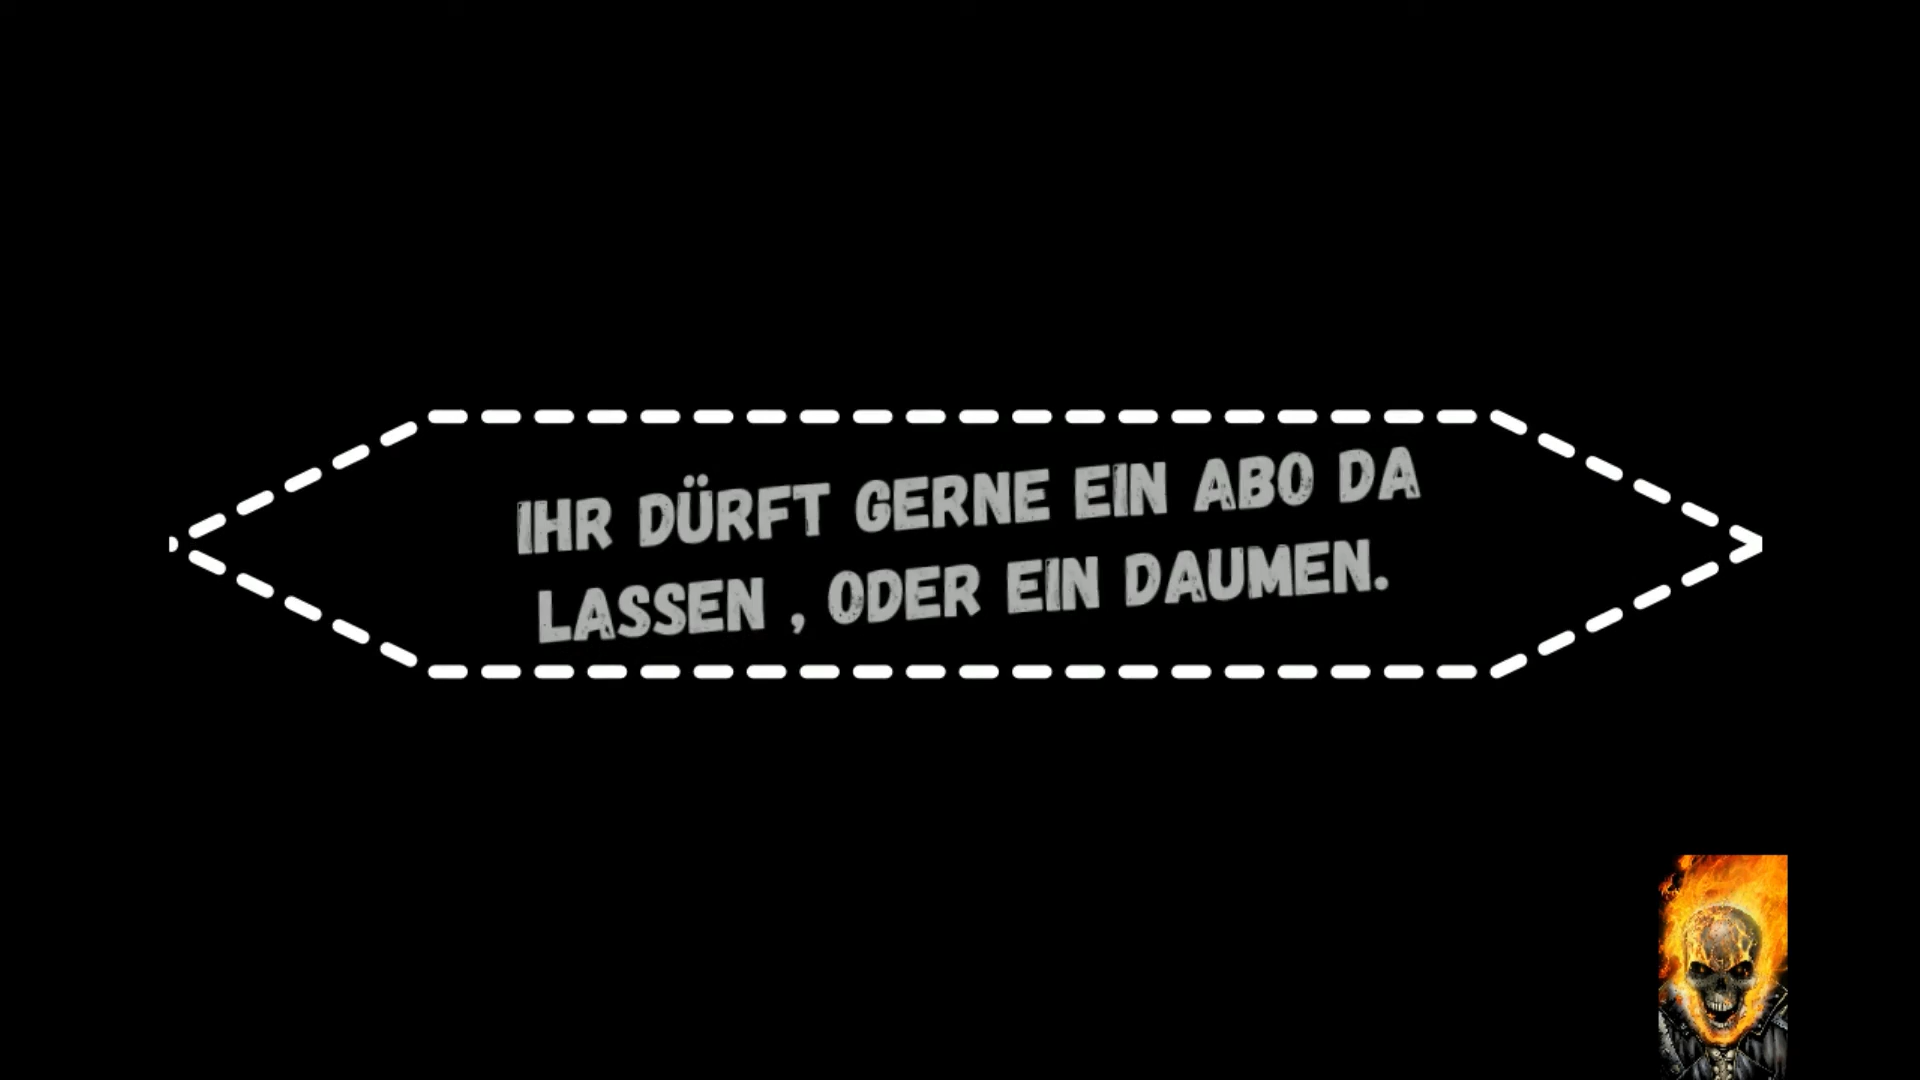 IHR DÜRFT GERNE EIN ABO DA
LASSEN , ODER EIN DAUMEN.